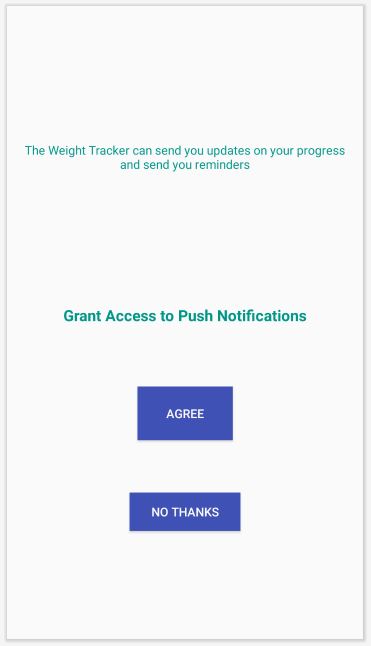 The Weight Tracker can send you updates on your progress
and send you reminders
Grant Access to Push Notifications
AGREE
NO THANKS